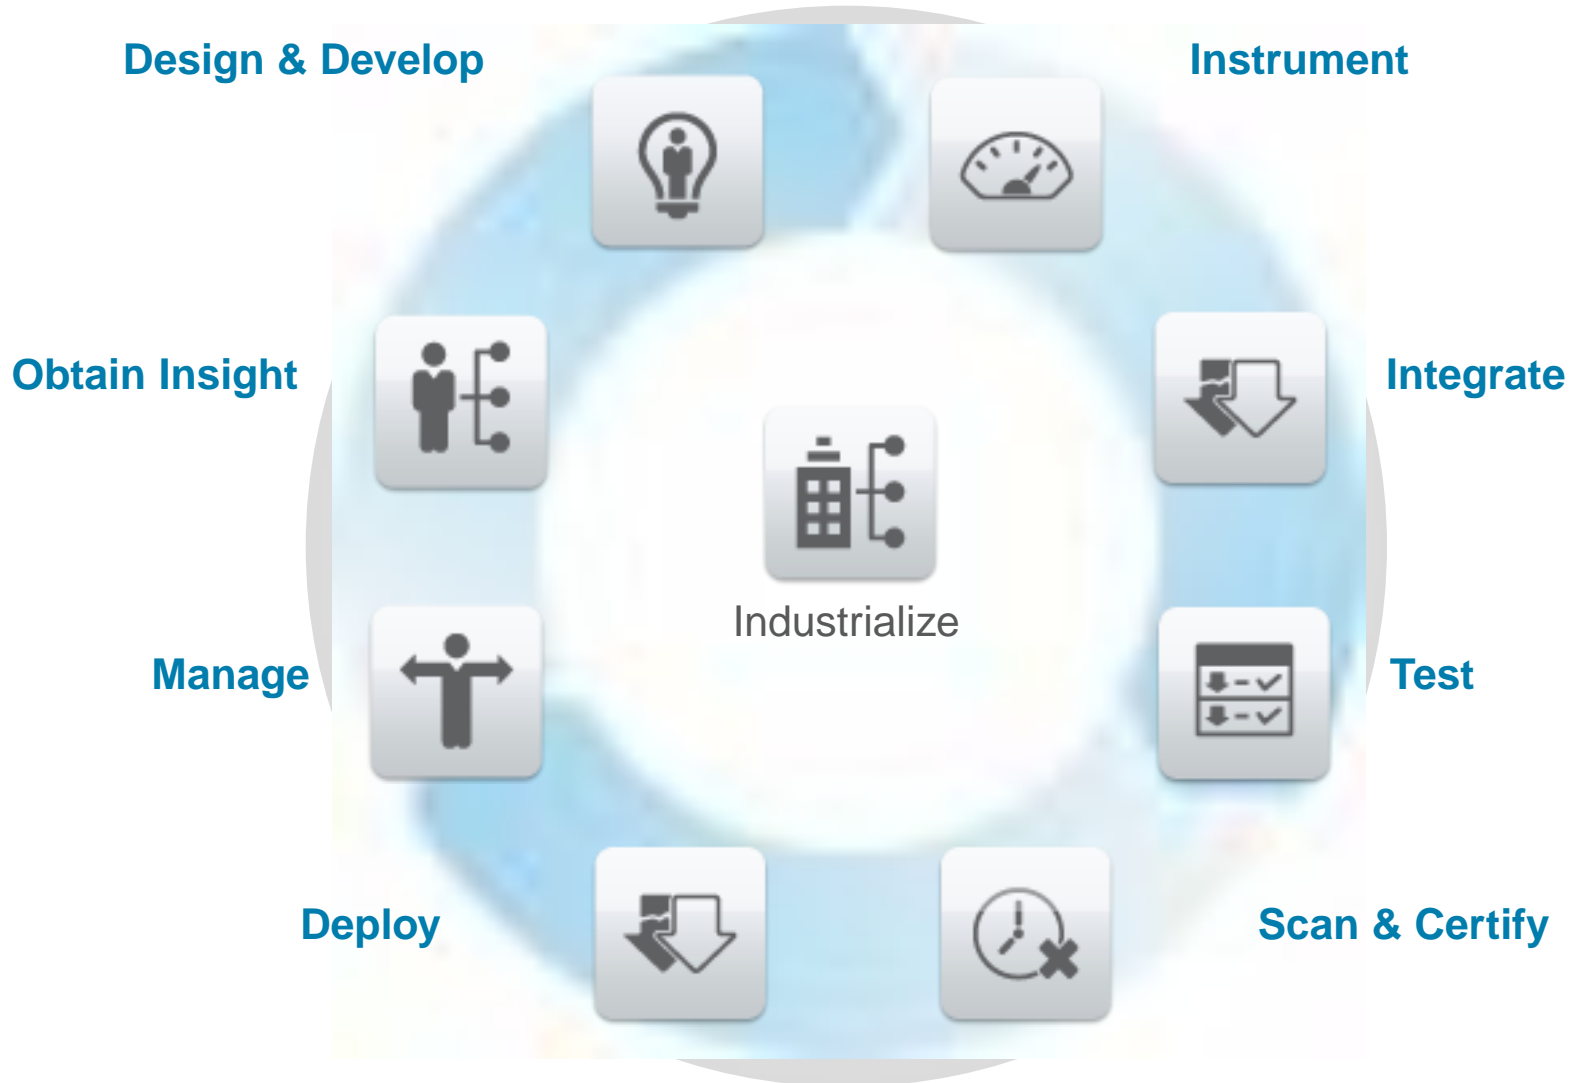 Design & Develop
Instrument
Obtain Insight
Integrate
Industrialize
Manage
Test
Deploy
Scan & Certify